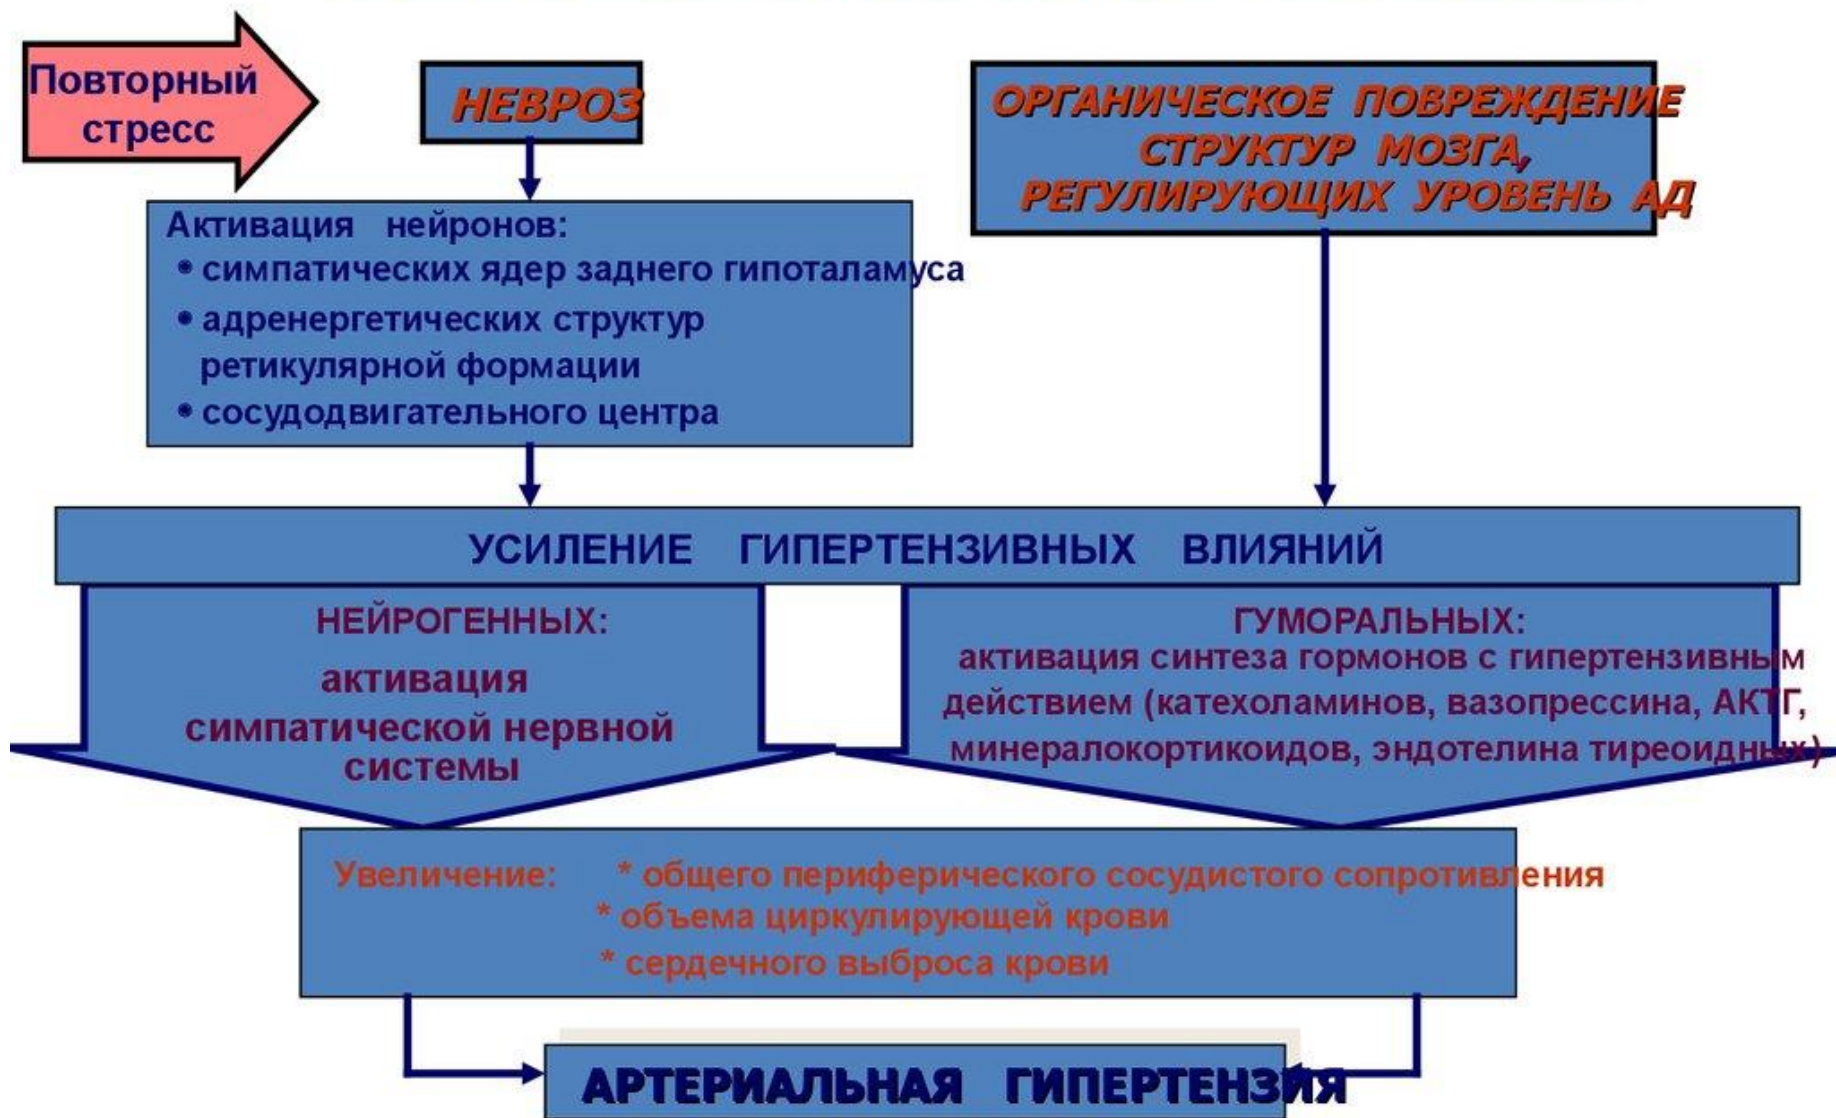 Повторный
стресс
НЕВРОЗ
ОРГАНИЧЕСКОЕ ПОВРЕЖДЕНИЕ
СТРУКТУР МОЗГА,
РЕГУЛИРУЮЩИХ УРОВЕНЬ АД
Активация нейронов:
• симпатических ядер заднего гипоталамуса
• адренергетических структур
ретикулярной формации
• сосудодвигательного центра
УСИЛЕНИЕ ГИПЕРТЕНЗИВНЫХ ВЛИЯНИЙ
НЕЙРОГЕННЫХ:
активация
симпатической нервной
системы
ГУМОРАЛЬНЫХ:
активация синтеза гормонов с гипертензивным
действием (катехоламинов, вазопрессина, АКТГ,
минералокортикоидов, эндотелина тиреоидных)
Увеличение: * общего периферического сосудистого сопротивления
* объема циркулирующей крови
* сердечного выброса крови
АРТЕРИАЛЬНАЯ ГИПЕРТЕНЗИЯ